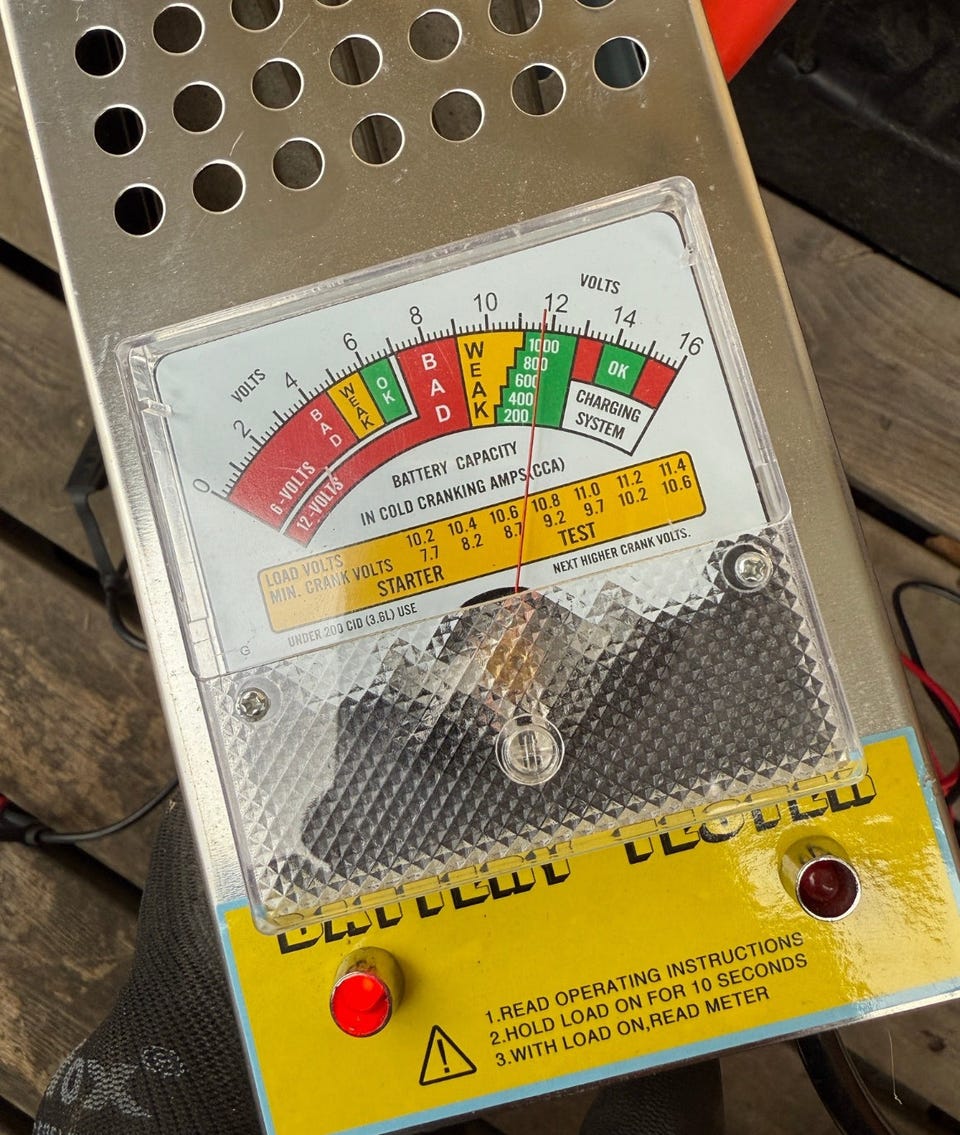 VOLTS
VOLTS
0 2 4 6 8 10 12 14 16
BAD
WEAK
OK
BAD
WEAK
1000
800
600
400
200
OK
CHARGING
SYSTEM
6-VOLTS
12-VOLTS
BATTERY CAPACITY
IN COLD CRANKING AMPS(CCA)
LOAD VOLTS 10.2 10.4 10.6 10.8 11.0 11.2 11.4
MIN. CRANK VOLTS 7.7 8.2 8.7 9.2 9.7 10.2 10.6
STARTER TEST
UNDER 200 CID (3.6L) USE NEXT HIGHER CRANK VOLTS.
G
BATTERY TESTER
1.READ OPERATING INSTRUCTIONS
2.HOLD LOAD ON FOR 10 SECONDS
3.WITH LOAD ON,READ METER
!